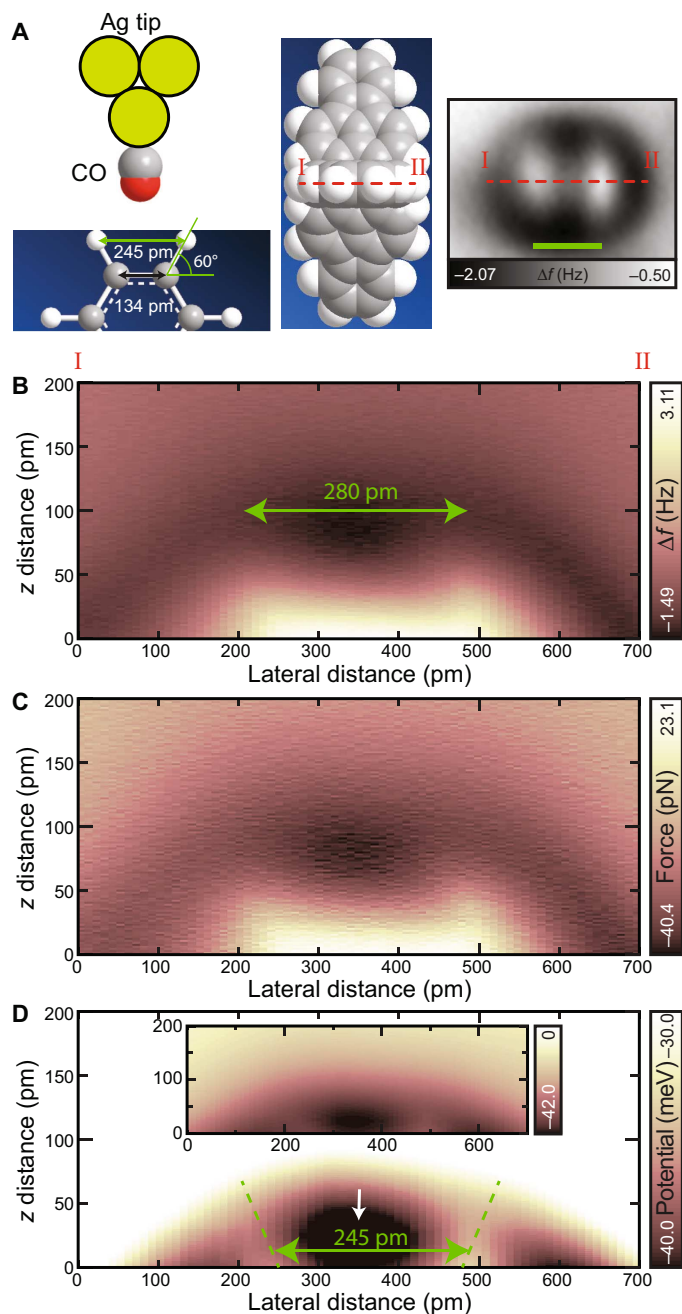 A
Ag tip
CO
245 pm
60°
134 pm
I II
I II
−2.07 Δf (Hz) −0.50
I II
B
200
150
100
50
0
z distance (pm)
280 pm
0 100 200 300 400 500 600 700
Lateral distance (pm)
−1.49 Δf (Hz) 3.11
C
200
150
100
50
0
z distance (pm)
0 100 200 300 400 500 600 700
Lateral distance (pm)
−40.4 Force (pN) 23.1
D
200
150
100
50
0
z distance (pm)
200
100
0
0 200 400 600
−42.0 0
245 pm
0 100 200 300 400 500 600 700
Lateral distance (pm)
−40.0 Potential (meV) −30.0